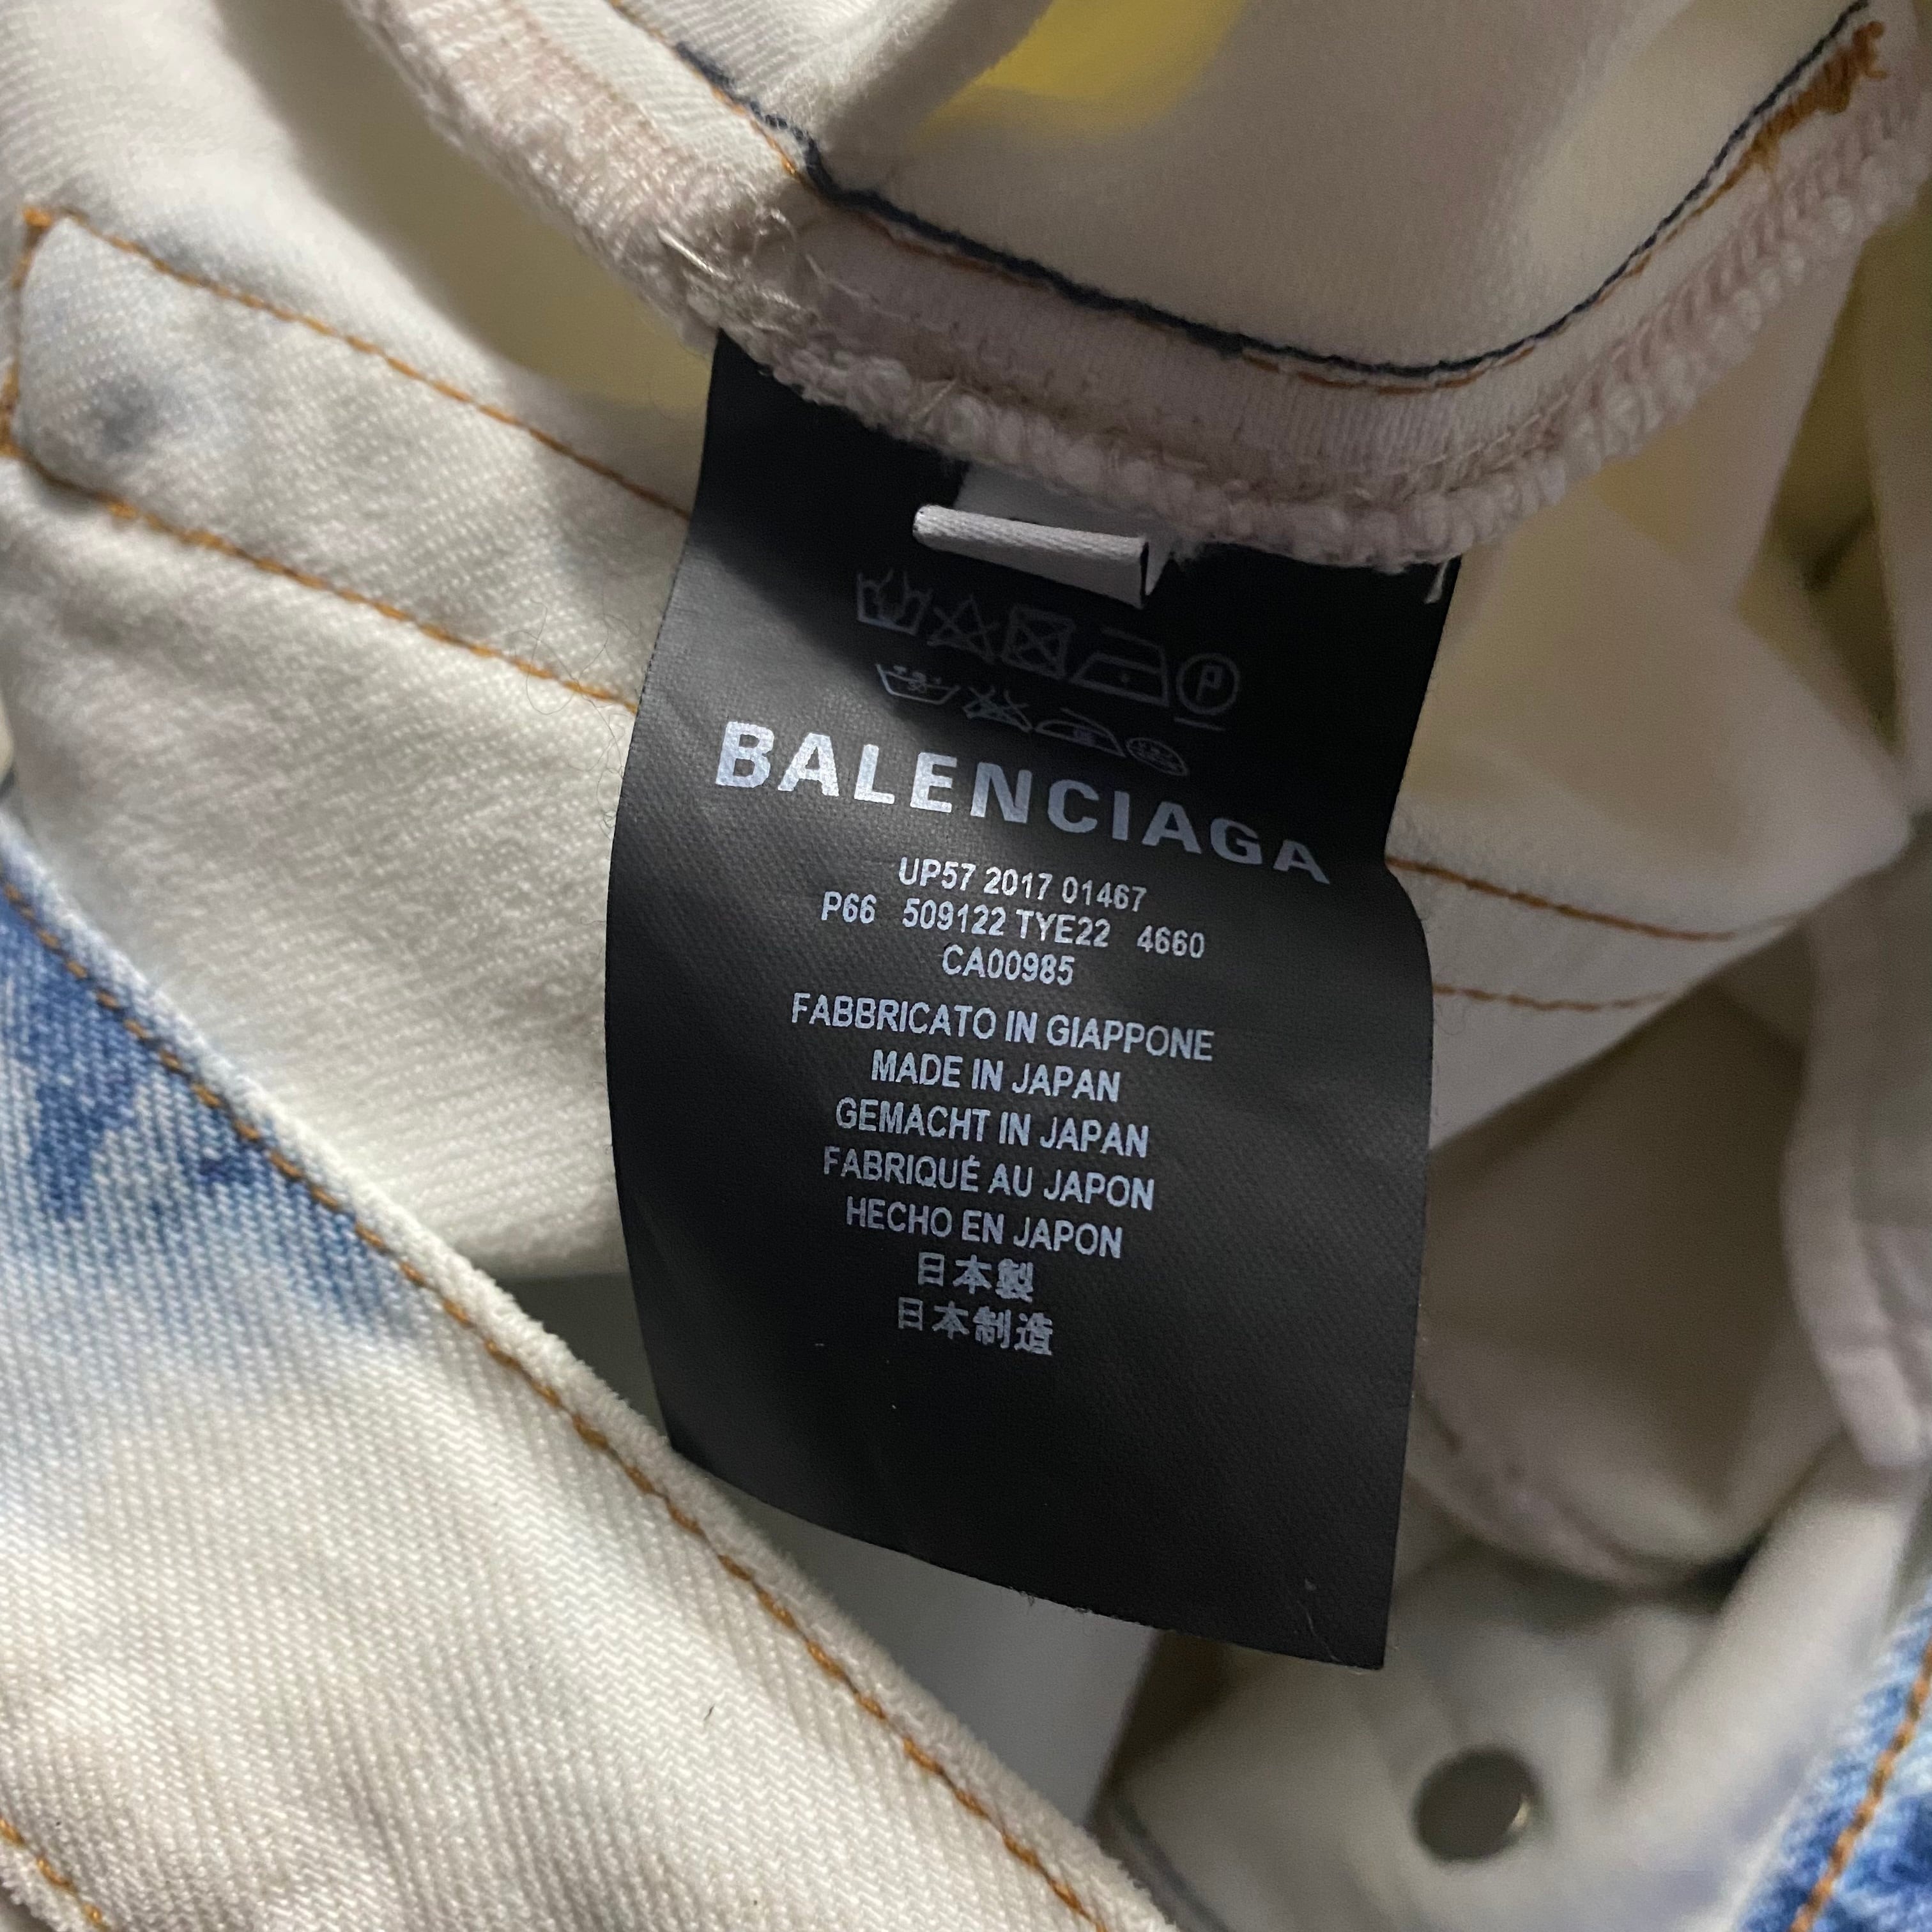 BALENCIAGA
UP57 2017 01467
P66 509122 TYE22 4660
CA00985
FABBRICATO IN GIAPPONE
MADE IN JAPAN
GEMACHT IN JAPAN
FABRIQUÉ AU JAPON
HECHO EN JAPON
日本製
日本制造